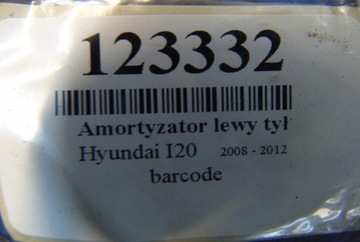 123332
Amortyzator lewy tył
Hyundai I20 2008 - 2012
barcode